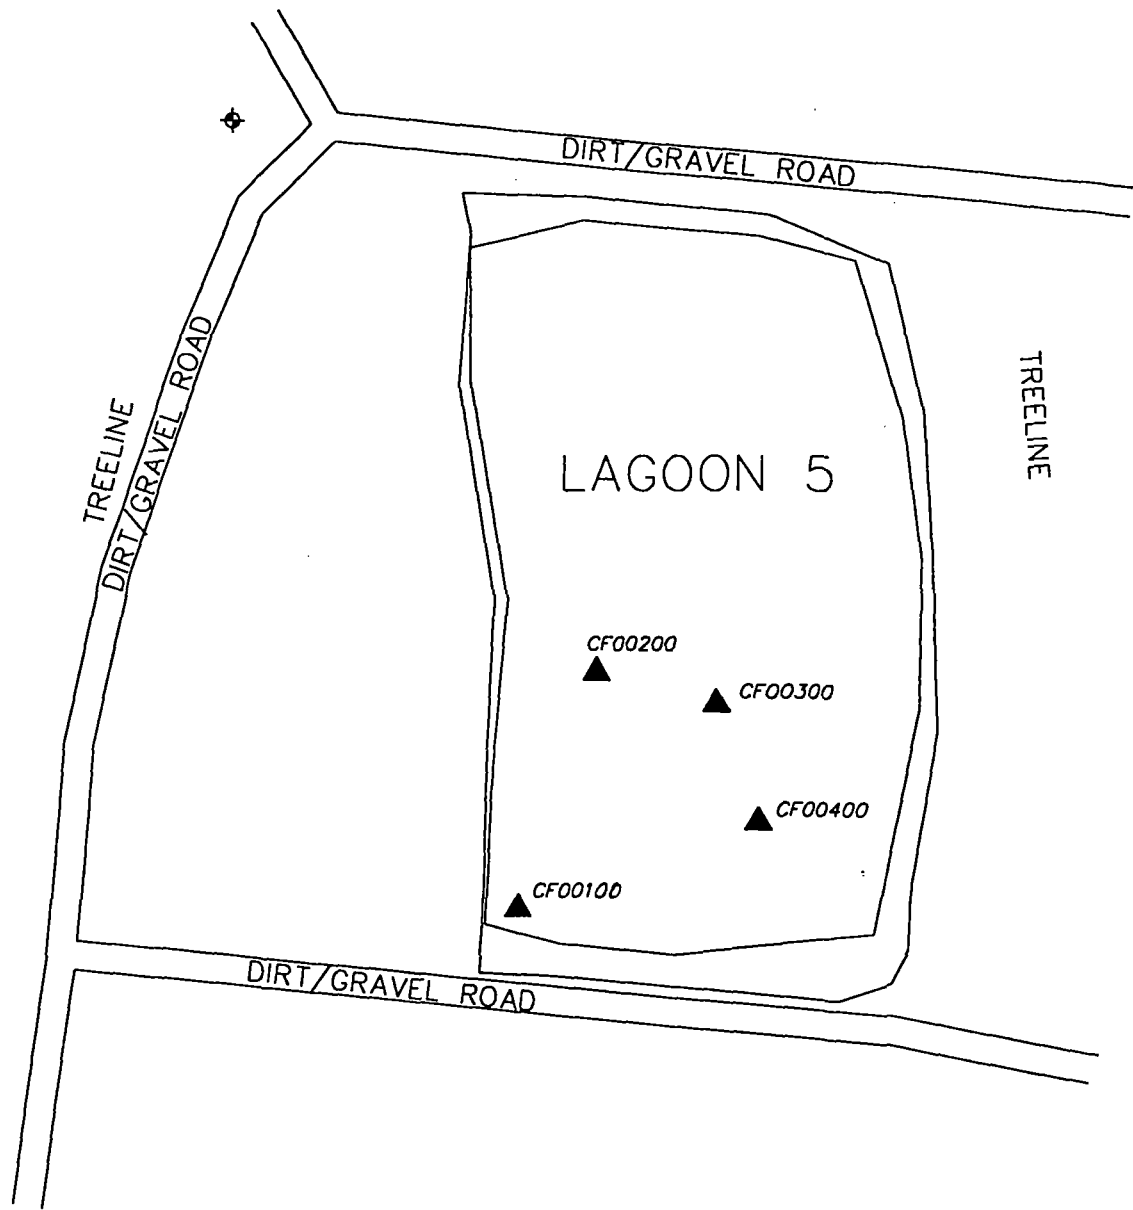 DIRT/GRAVEL ROAD
TREELINE
DIRT/GRAVEL ROAD
TREELINE
LAGOON 5
CF00200
CF00300
CF00400
CF00100
DIRT/GRAVEL ROAD